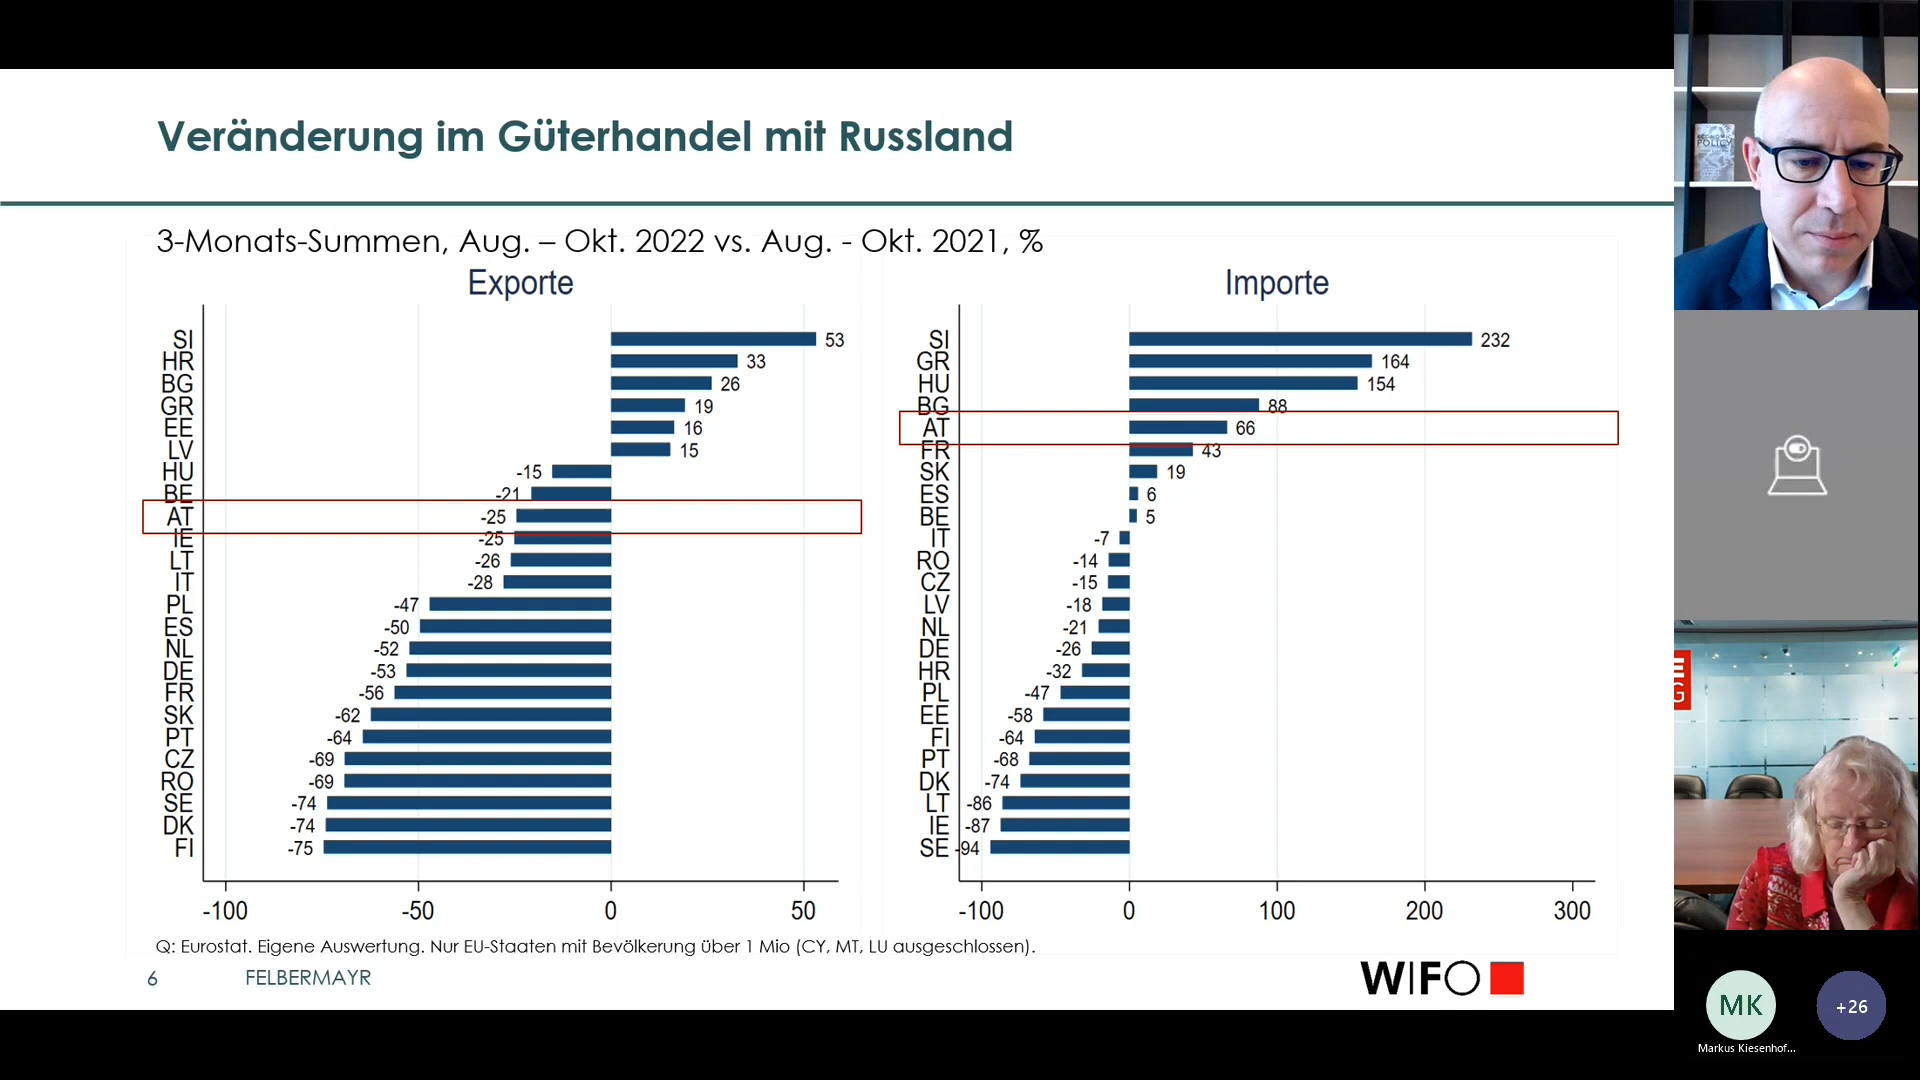 Veränderung im Güterhandel mit Russland
3-Monats-Summen, Aug. – Okt. 2022 vs. Aug. - Okt. 2021, %
Exporte
SI 53
HR 33
BG 26
GR 19
EE 16
LV 15
HU -15
BE -21
AT -25
IE -25
LT -26
IT -28
PL -47
ES -50
NL -52
DE -53
FR -56
SK -62
PT -64
CZ -69
RO -69
SE -74
DK -74
FI -75
-100 -50 0 50
Importe
SI 232
GR 164
HU 154
BG 88
AT 66
FR 43
SK 19
ES 6
BE 5
IT -7
RO -14
CZ -15
LV -18
NL -21
DE -26
HR -32
PL -47
EE -58
FI -64
PT -68
DK -74
LT -86
IE -87
SE -94
-100 0 100 200 300
Q: Eurostat. Eigene Auswertung. Nur EU-Staaten mit Bevölkerung über 1 Mio (CY, MT, LU ausgeschlossen).
6 FELBERMAYR
WIFO
ECONOMIC
POLICY
E
G
MK
+26
Markus Kiesenhof...